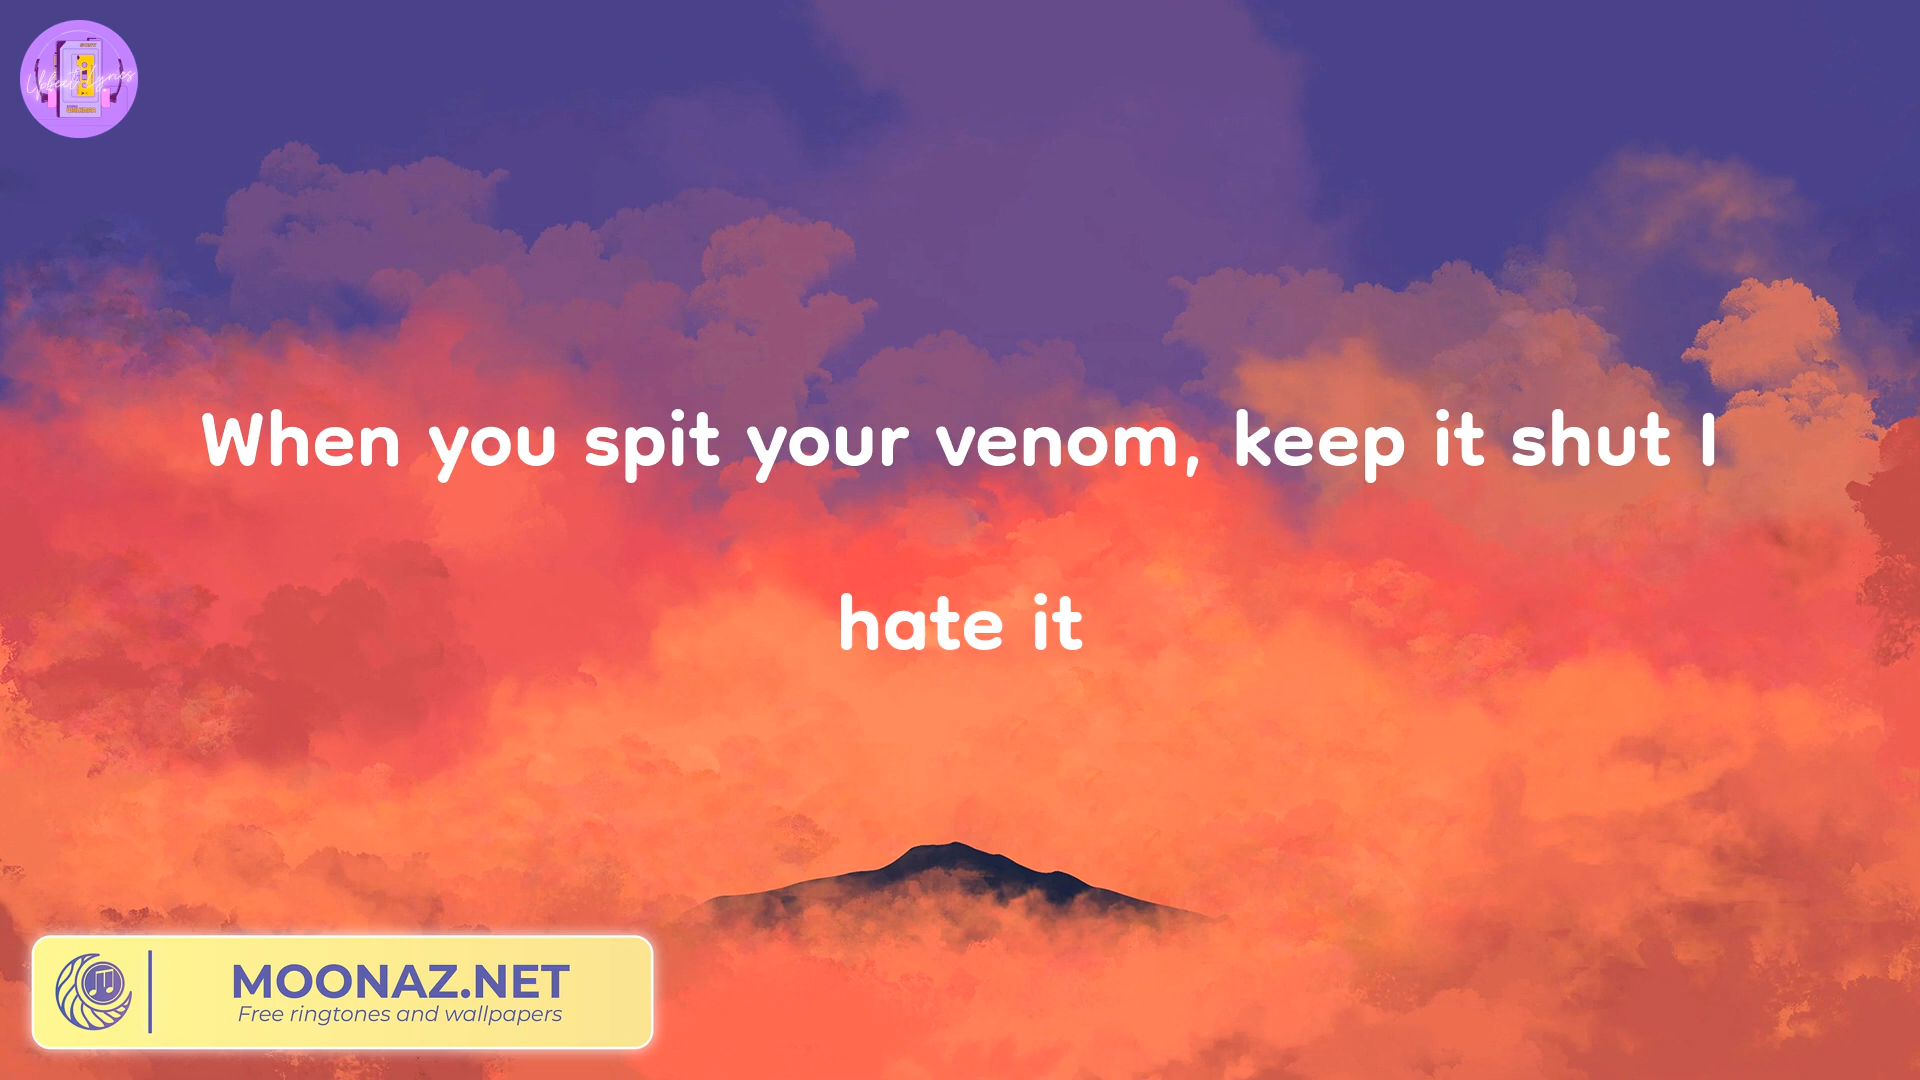 When you spit your venom, keep it shut I
hate it
MOONAZ.NET
Free ringtones and wallpapers